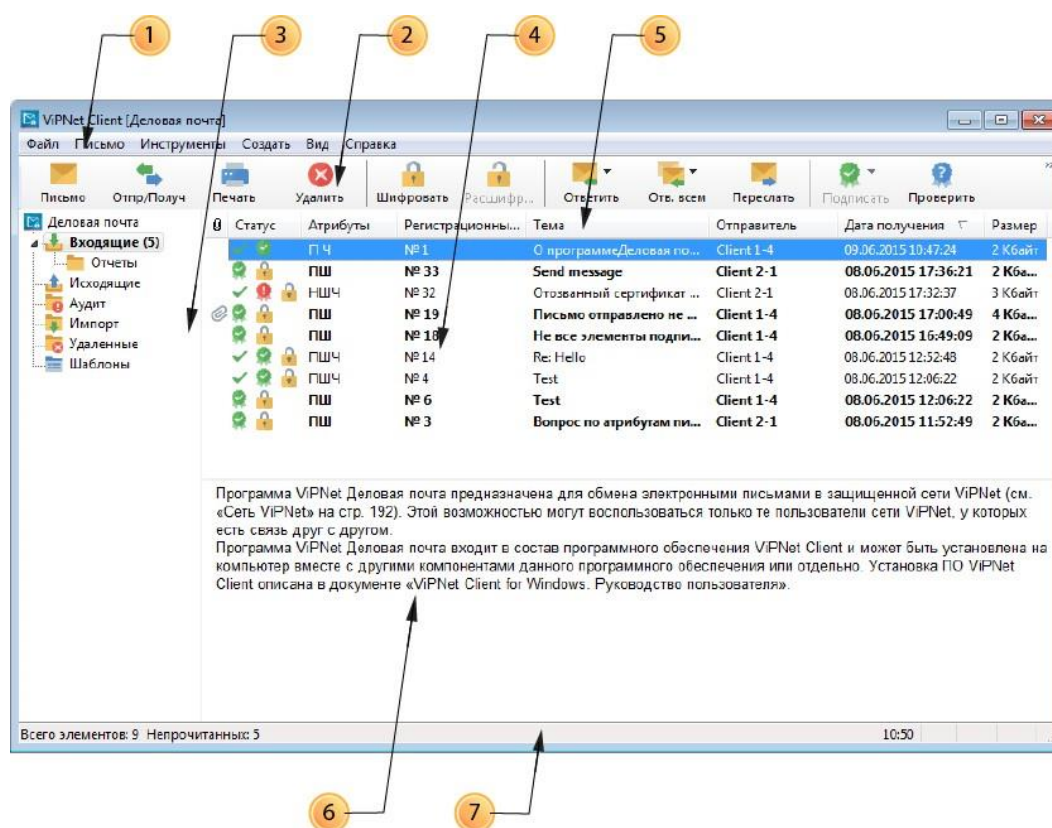 1
3
2
4
5
ViPNet Client [Деловая почта]
Файл Письмо Инструменты Создать Вид Справка
Письмо Отпр/Получ Печать Удалить Шифровать Расшифр... Ответить Отв. всем Переслать Подписать Проверить
Деловая почта
Входящие (5)
Отчеты
Исходящие
Аудит
Импорт
Удаленные
Шаблоны
Статус Атрибуты Регистрационны... Тема Отправитель Дата получения Размер
П Ч № 1 О программеДеловая по... Client 1-4 09.06.2015 10:47:24 2 Кбайт
ПШ № 33 Send message Client 2-1 08.06.2015 17:36:21 2 Кба...
НШЧ № 32 Отозванный сертификат ... Client 2-1 08.06.2015 17:32:37 3 Кбайт
ПШ № 19 Письмо отправлено не ... Client 1-4 08.06.2015 17:00:49 4 Кба...
ПШ № 18 Не все элементы подпи... Client 1-4 08.06.2015 16:49:09 2 Кба...
ПШЧ № 14 Re: Hello Client 1-4 08.06.2015 12:52:48 2 Кбайт
ПШЧ № 4 Test Client 1-4 08.06.2015 12:06:22 2 Кбайт
ПШ № 6 Test Client 1-4 08.06.2015 12:06:22 2 Кба...
ПШ № 3 Вопрос по атрибутам пи... Client 2-1 08.06.2015 11:52:49 2 Кба...
Программа ViPNet Деловая почта предназначена для обмена электронными письмами в защищенной сети ViPNet (см.
«Сеть ViPNet» на стр. 192). Этой возможностью могут воспользоваться только те пользователи сети ViPNet, у которых
есть связь друг с другом.
Программа ViPNet Деловая почта входит в состав программного обеспечения ViPNet Client и может быть установлена на
компьютер вместе с другими компонентами данного программного обеспечения или отдельно. Установка ПО ViPNet
Client описана в документе «ViPNet Client for Windows. Руководство пользователя».
Всего элементов: 9 Непрочитанных: 5 10:50
6
7